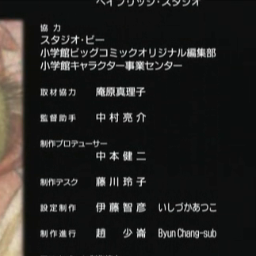 ペイブリッジ・スタジオ
協力
スタジオ・ビー
小学館ビッグコミックオリジナル編集部
小学館キャラクター事業センター
取材協力 庵原真理子
監督助手 中村亮介
制作プロデューサー
中本健二
制作デスク 藤川玲子
設定制作 伊藤智彦 いしづかあつこ
制作進行 趙 少崙 Byun Chang-sub